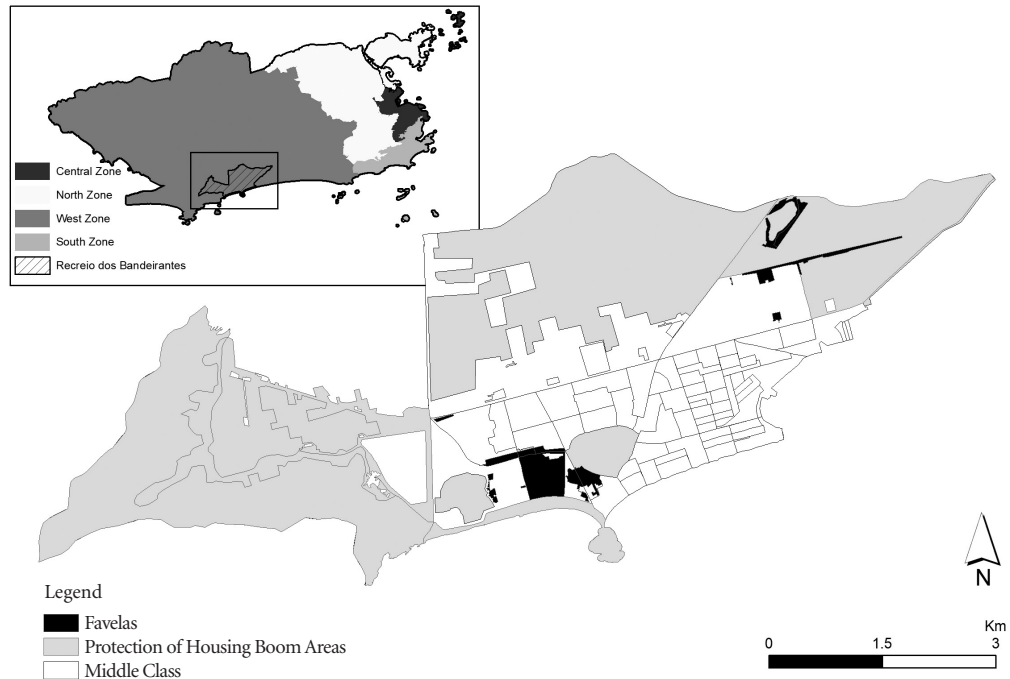 Central Zone
North Zone
West Zone
South Zone
Recreio dos Bandeirantes
N
Legend
Favelas
Protection of Housing Boom Areas
Middle Class
Km
0 1.5 3